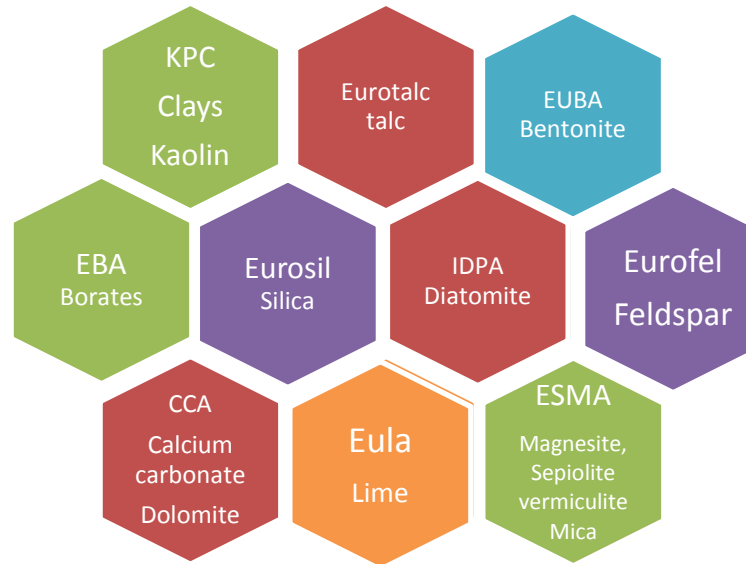 KPC
Clays
Kaolin
Eurotalc
talc
EUBA
Bentonite
EBA
Borates
Eurosil
Silica
IDPA
Diatomite
Eurofel
Feldspar
CCA
Calcium
carbonate
Dolomite
Eula
Lime
ESMA
Magnesite,
Sepiolite
vermiculite
Mica